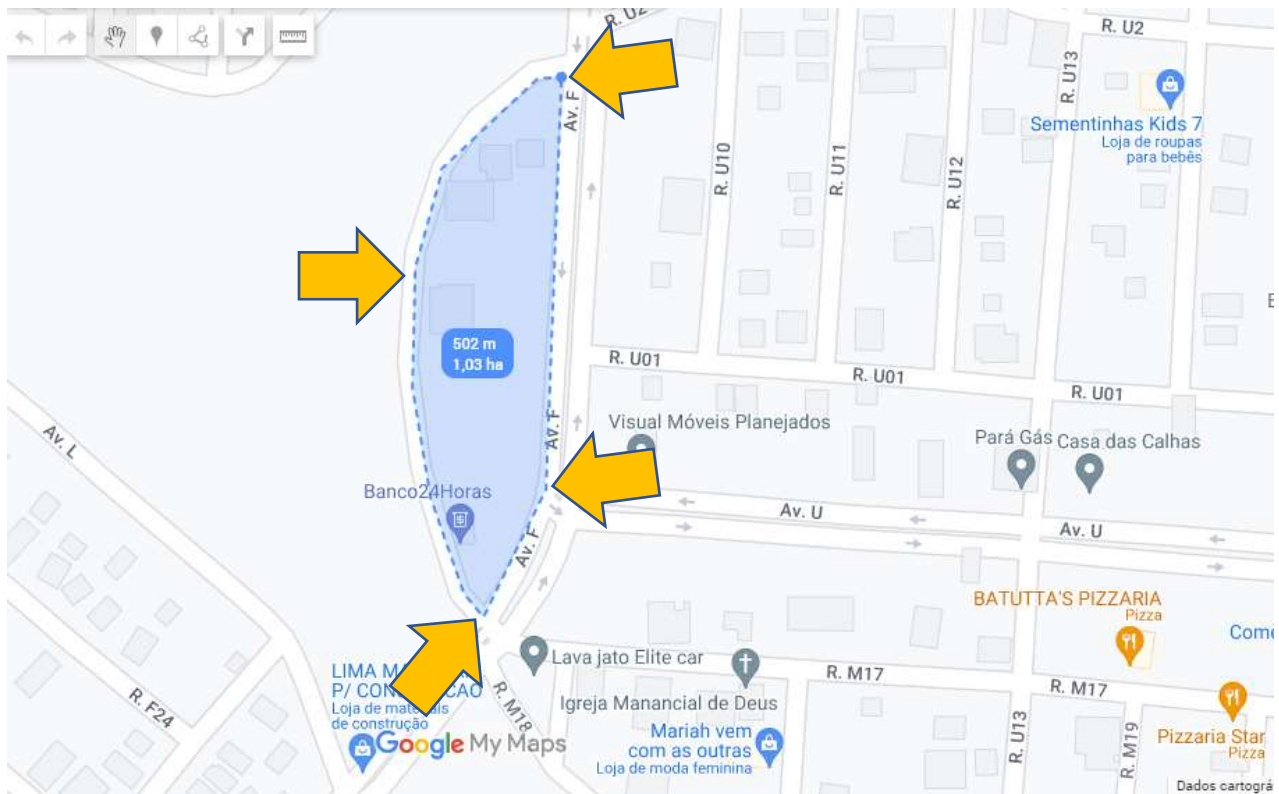 R. U2
R. U2
R. U13
Sementinhas Kids 7
Loja de roupas
para bebês
Av. F
R. U10
R. U11
R. U12
502 m
1,03 ha
R. U01
R. U01
R. U01
Av. L
Av. F
Visual Móveis Planejados
Pará Gás
Casa das Calhas
Banco24Horas
Av. U
Av. U
Av. F
BATUTTA'S PIZZARIA
Pizza
Lava jato Elite car
R. M17
R. M17
LIMA
P/
Loja de materiais
de construção
R. F24
R. M18
Igreja Manancial de Deus
Mariah vem
com as outras
Loja de moda feminina
R. U13
R. M19
Pizzaria Star
Pizza
Google My Maps
Dados cartográ